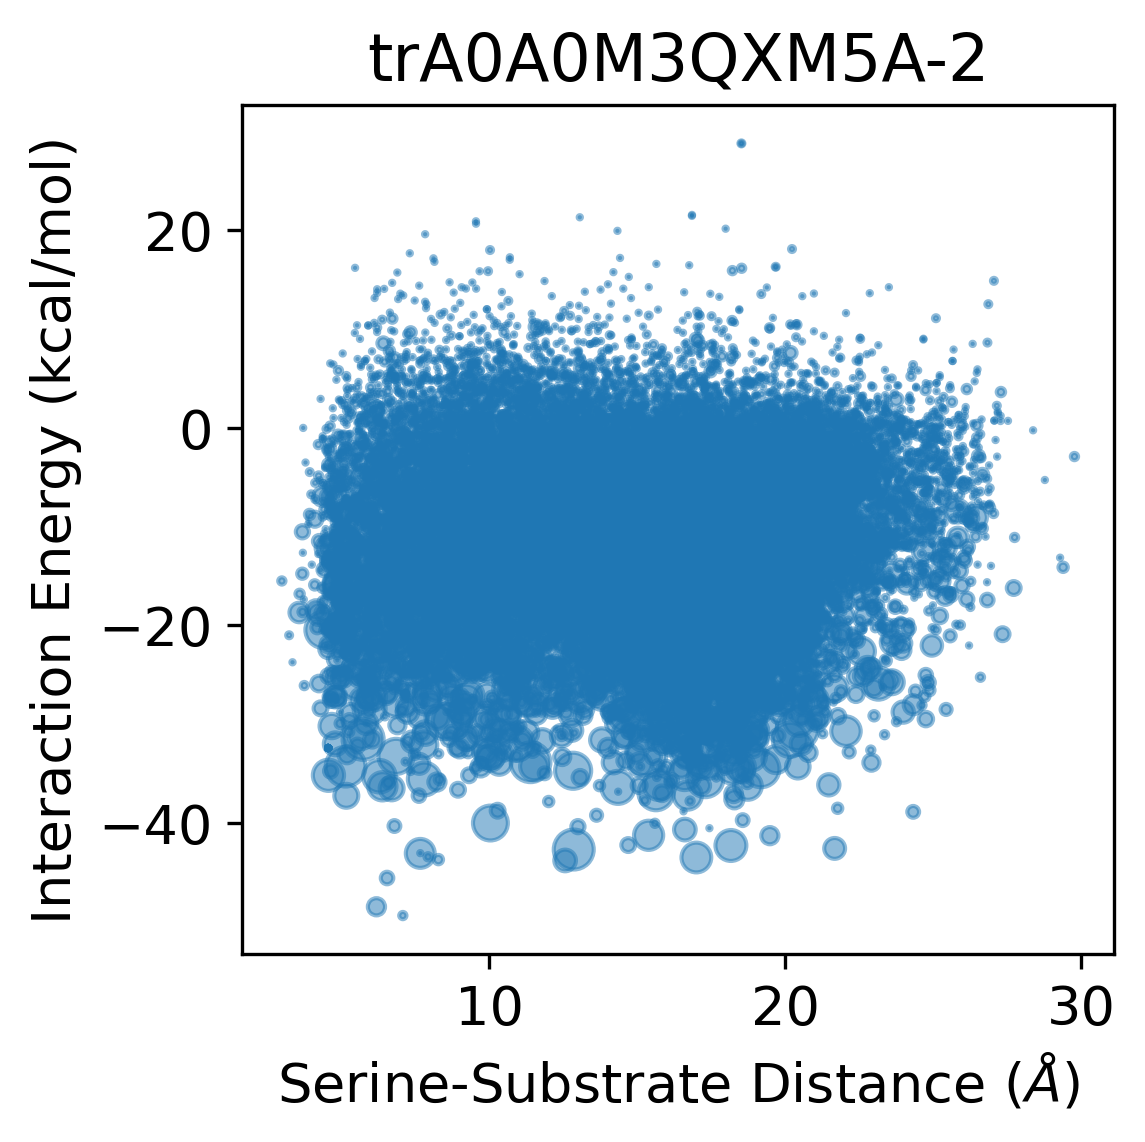 trA0A0M3QXM5A-2
Interaction Energy (kcal/mol)
20
0
−20
−40
10
20
30
Serine-Substrate Distance (Å)